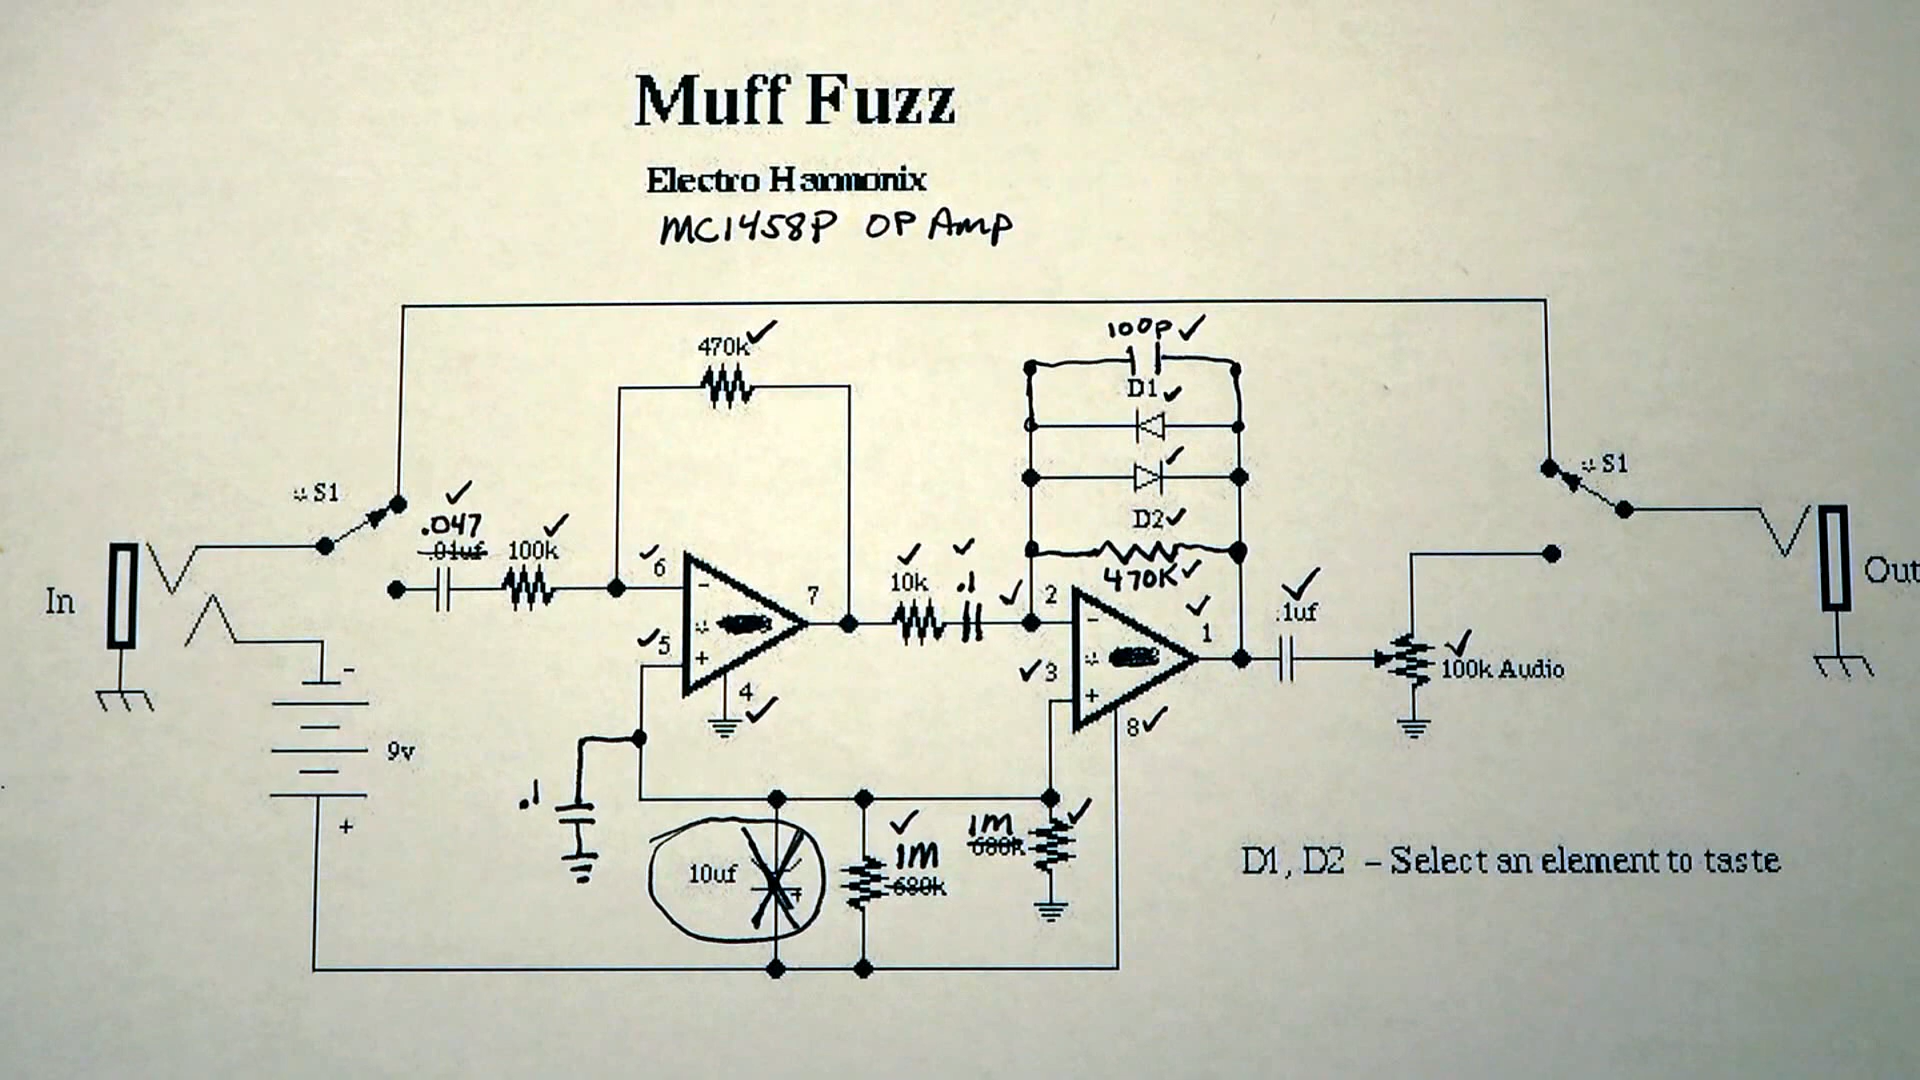 Muff Fuzz
Electro Harmonix
MC1458P OP Amp
100p
470k
D1
S1
S1
D2
.047
.01uf
100k
6
10k
.1
2
470K
In
7
1
.1uf
Out
5
3
100k Audio
4
8
-
9v
+
.1
10uf
+
1M
680k
1M
680k
D1, D2 – Select an element to taste